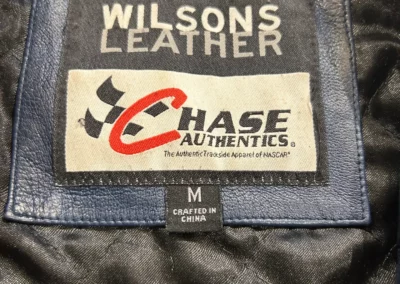 WILSONS
LEATHER
CHASE
AUTHENTICS®
The Authentic Trackside Apparel of NASCAR®
M
CRAFTED IN
CHINA